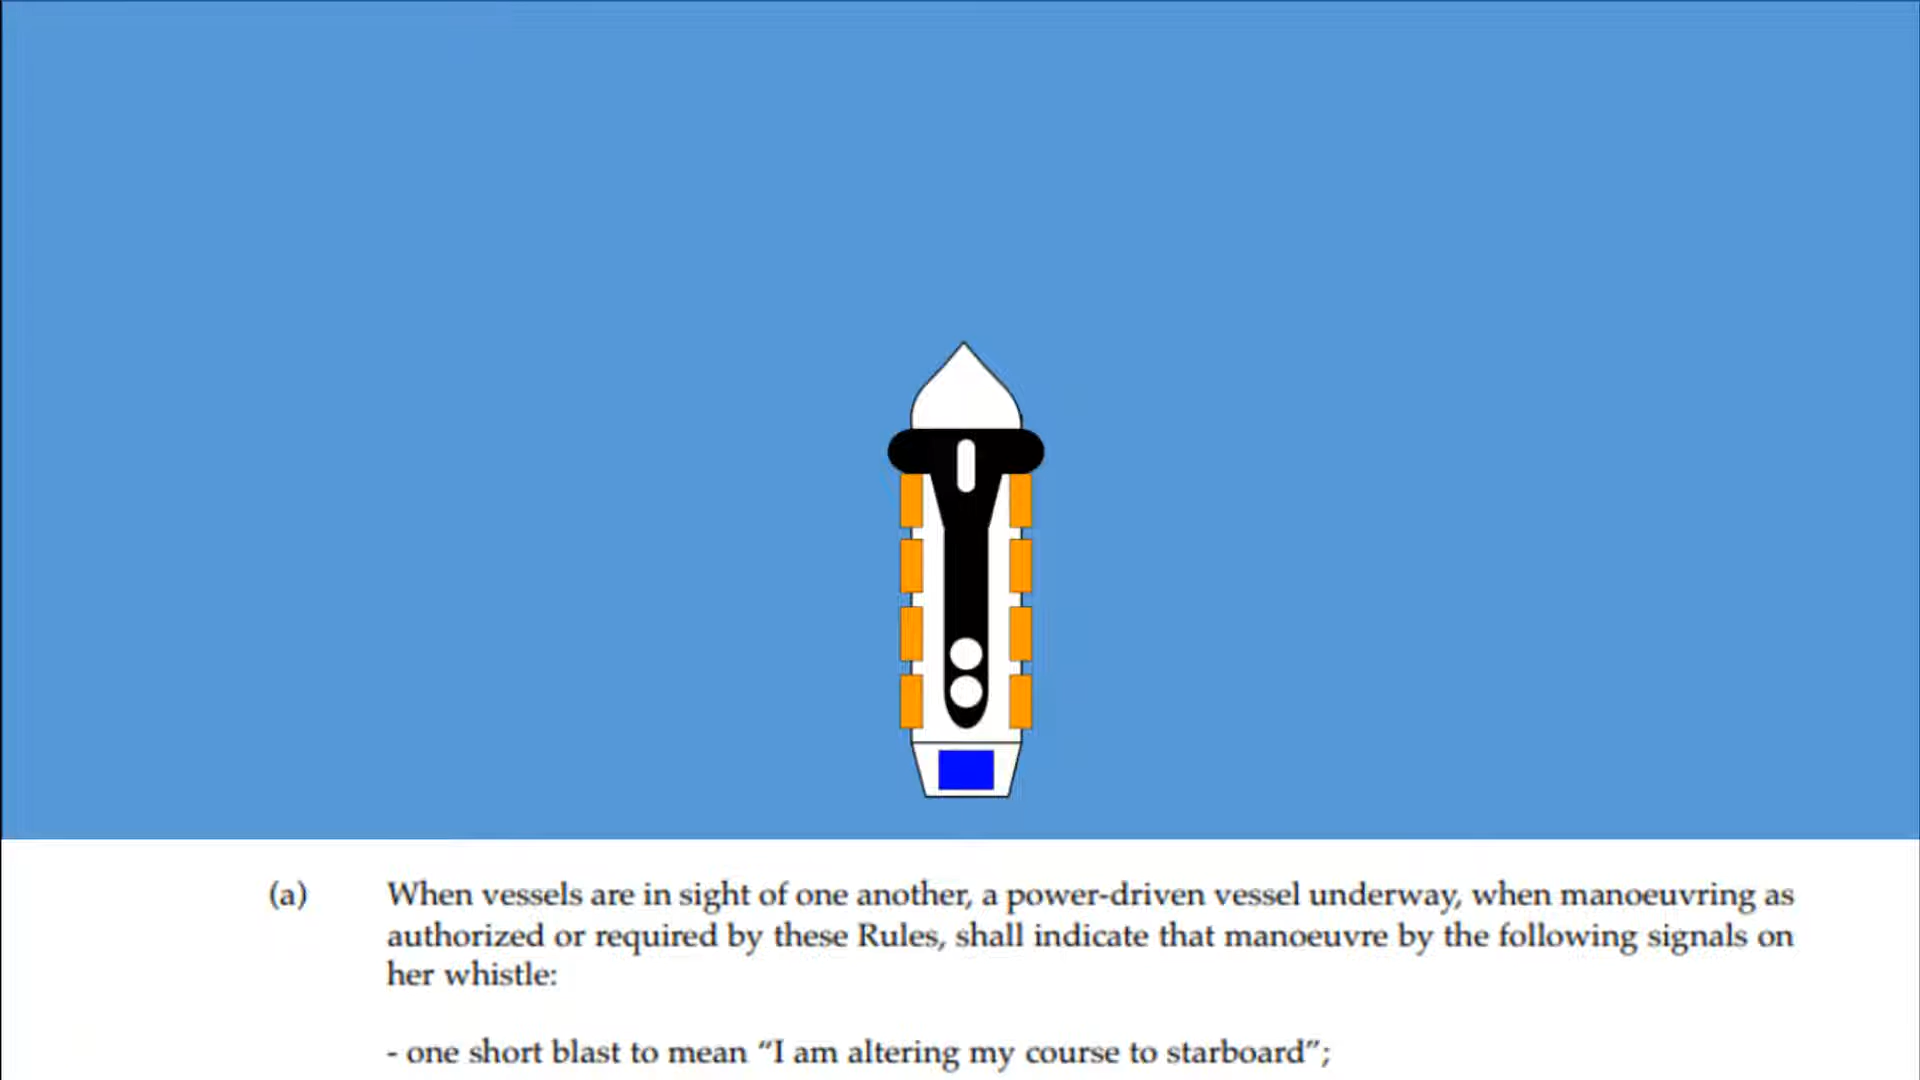 (a) When vessels are in sight of one another, a power-driven vessel underway, when manoeuvring as
authorized or required by these Rules, shall indicate that manoeuvre by the following signals on
her whistle:
- one short blast to mean “I am altering my course to starboard”;